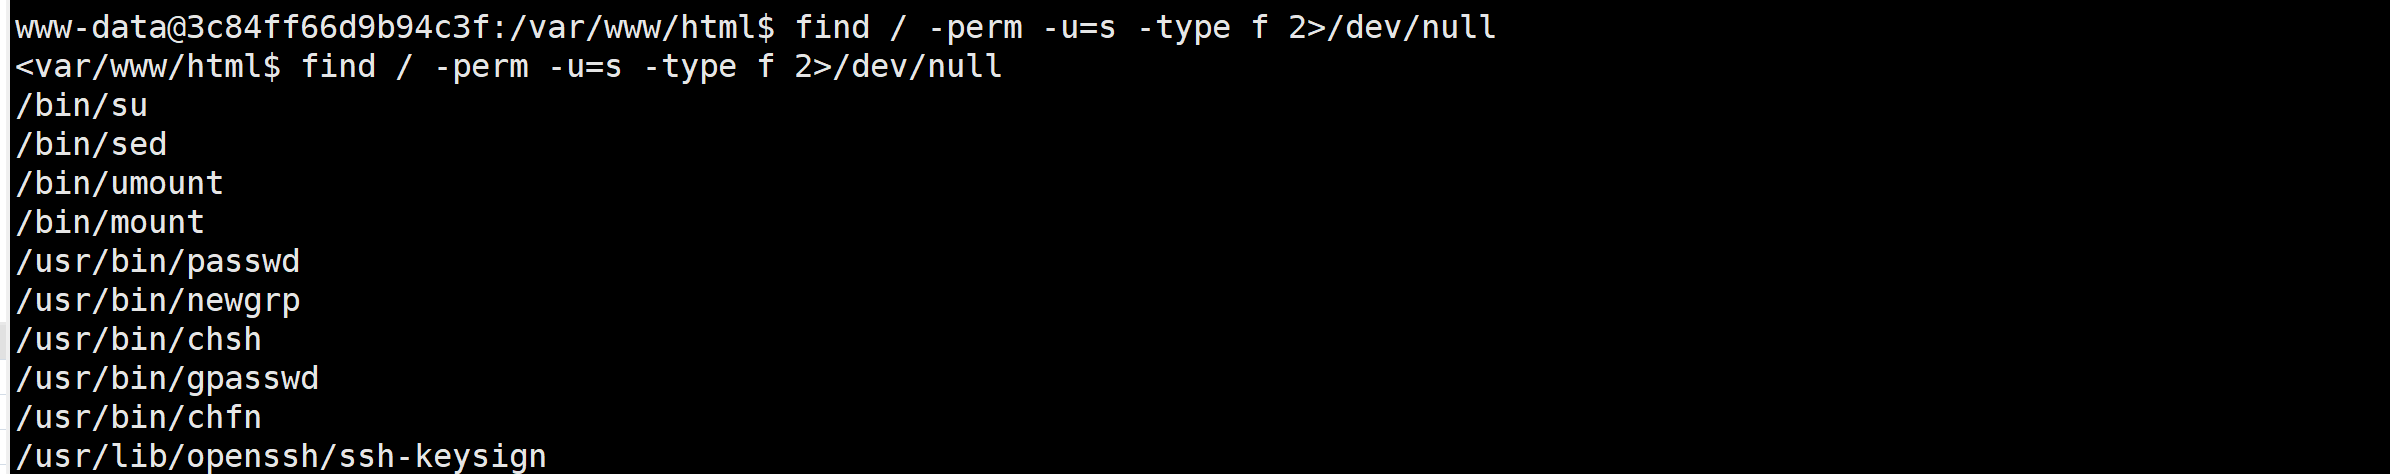 www-data@3c84ff66d9b94c3f:/var/www/html$ find / -perm -u=s -type f 2>/dev/null
<var/www/html$ find / -perm -u=s -type f 2>/dev/null
/bin/su
/bin/sed
/bin/umount
/bin/mount
/usr/bin/passwd
/usr/bin/newgrp
/usr/bin/chsh
/usr/bin/gpasswd
/usr/bin/chfn
/usr/lib/openssh/ssh-keysign